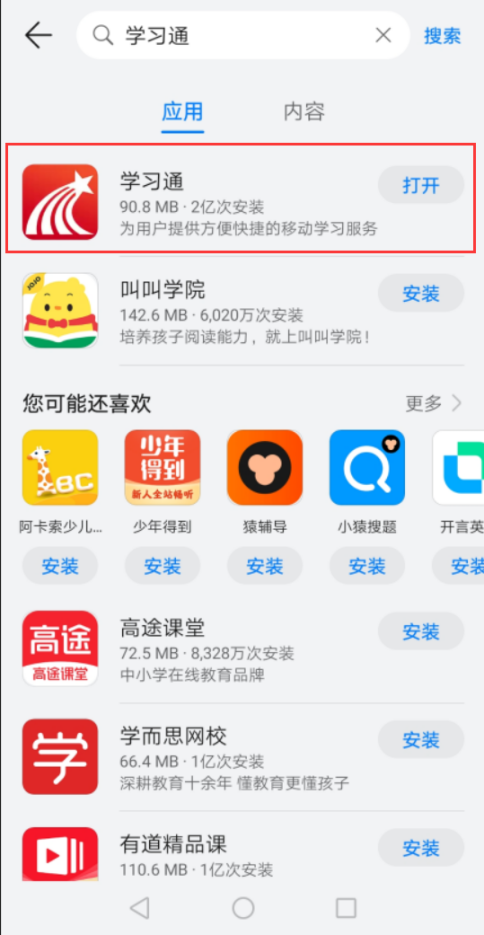 学习通
搜索
应用
内容
学习通
90.8 MB · 2亿次安装
为用户提供方便快捷的移动学习服务
打开
JOJO
叫叫学院
142.6 MB · 6,020万次安装
培养孩子阅读能力，就上叫叫学院！
安装
您可能还喜欢
更多
ABC
少年
得到
新人全站畅听
阿卡索少儿...
少年得到
猿辅导
小猿搜题
开言英
安装
安装
安装
安装
安装
高途
高途课堂
高途课堂
72.5 MB · 8,328万次安装
中小学在线教育品牌
安装
学
学而思网校
66.4 MB · 1亿次安装
深耕教育十余年 懂教育更懂孩子
安装
有道精品课
110.6 MB · 1亿次安装
安装